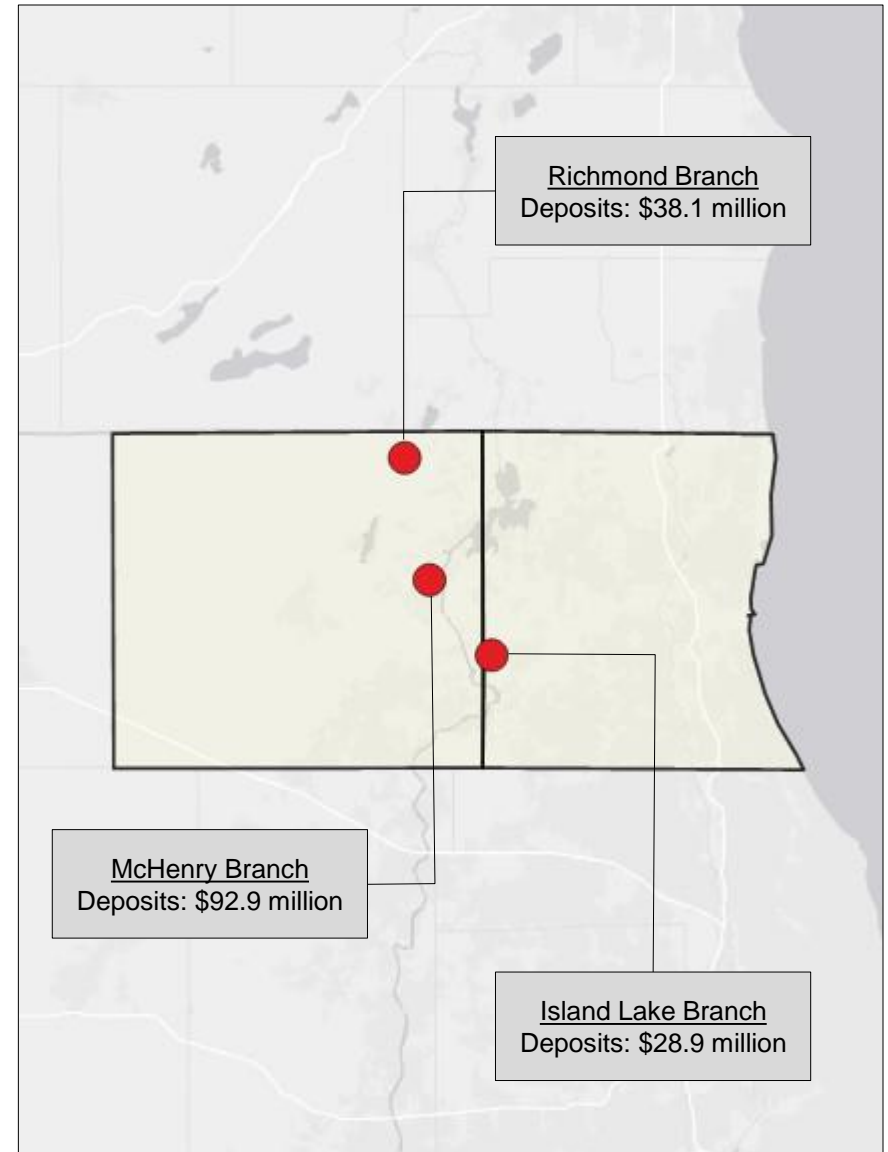 Richmond Branch
Deposits: $38.1 million
McHenry Branch
Deposits: $92.9 million
Island Lake Branch
Deposits: $28.9 million